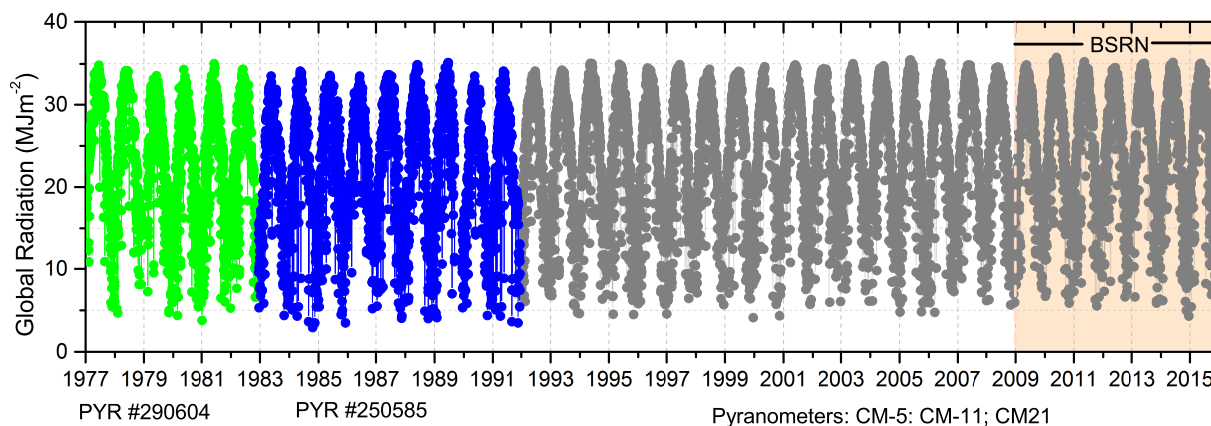 Global Radiation (MJm⁻²)
40
30
20
10
0
BSRN
1977 1979 1981 1983 1985 1987 1989 1991 1993 1995 1997 1999 2001 2003 2005 2007 2009 2011 2013 2015
PYR #290604 PYR #250585 Pyranometers: CM-5: CM-11; CM21